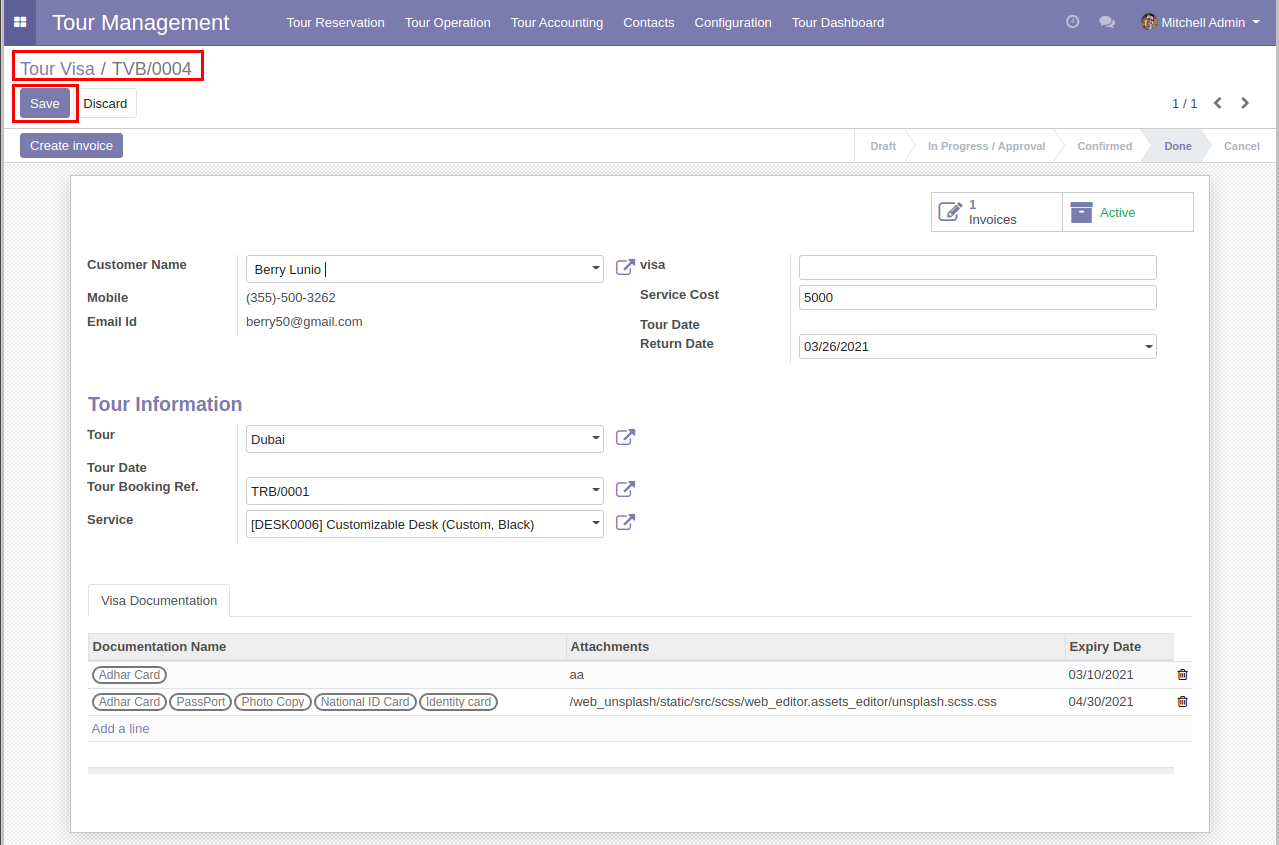 Tour Management Tour Reservation Tour Operation Tour Accounting Contacts Configuration Tour Dashboard Mitchell Admin
Tour Visa / TVB/0004
Save Discard 1 / 1
Create invoice Draft In Progress / Approval Confirmed Done Cancel
1
Invoices
Active
Customer Name Berry Lunio
Mobile (355)-500-3262
Email Id berry50@gmail.com
visa
Service Cost 5000
Tour Date
Return Date 03/26/2021
Tour Information
Tour Dubai
Tour Date
Tour Booking Ref. TRB/0001
Service [DESK0006] Customizable Desk (Custom, Black)
Visa Documentation
Documentation Name Attachments Expiry Date
Adhar Card aa 03/10/2021
Adhar Card PassPort Photo Copy National ID Card Identity card /web_unsplash/static/src/scss/web_editor.assets_editor/unsplash.scss.css 04/30/2021
Add a line